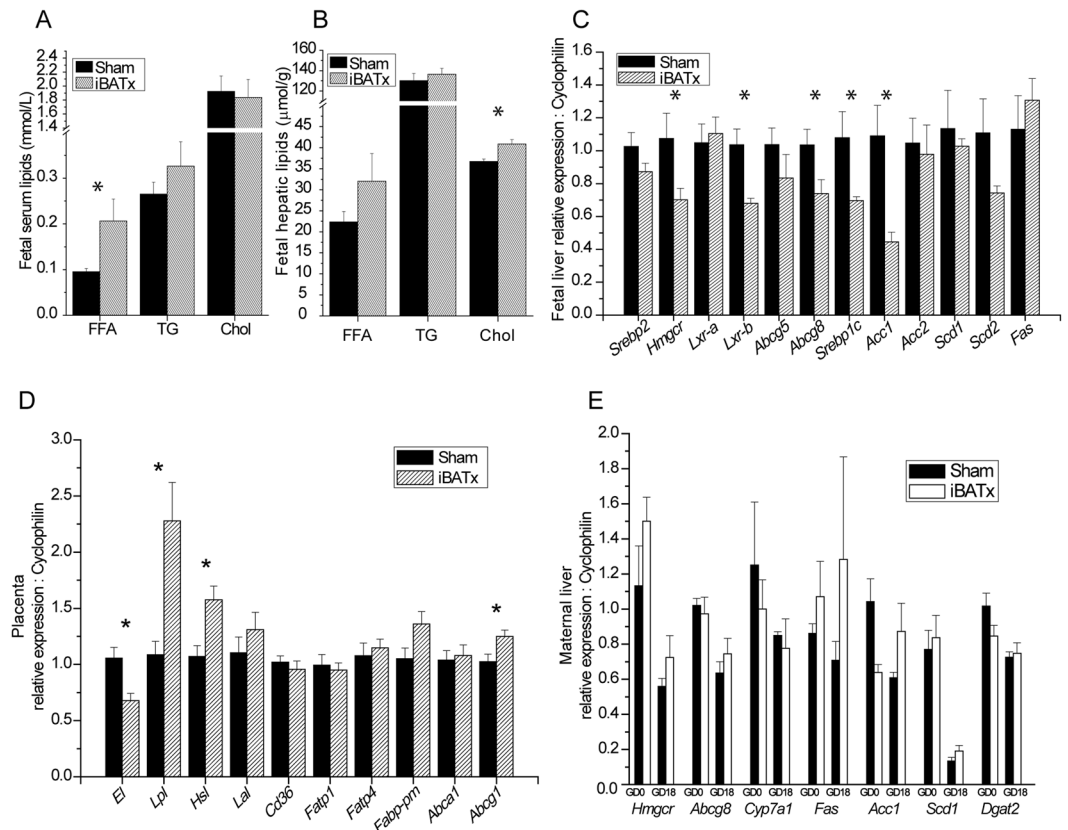 A
Fetal serum lipids (mmol/L)
2.4
2.2
2.0
1.8
1.6
1.4
0.4
0.3
0.2
0.1
0.0
Sham
iBATx
*
FFA TG Chol
B
Fetal hepatic lipids (μmol/g)
160
140
120
100
50
45
40
35
30
25
20
15
10
5
0
Sham
iBATx
*
FFA TG Chol
C
Fetal liver relative expression : Cyclophilin
1.6
1.4
1.2
1.0
0.8
0.6
0.4
0.2
0.0
Sham
iBATx
* * * * *
Srebp2 Hmgcr Lxr-a Lxr-b Abcg5 Abcg8 Srebp1c Acc1 Acc2 Scd1 Scd2 Fas
D
Placenta
relative expression : Cyclophilin
3.0
2.5
2.0
1.5
1.0
0.5
0.0
Sham
iBATx
* * * *
El Lpl Hsl Lal Cd36 Fatp1 Fatp4 Fabp-pm Abca1 Abcg1
E
Maternal liver
relative expression : Cyclophilin
2.0
1.8
1.6
1.4
1.2
1.0
0.8
0.6
0.4
0.2
0.0
Sham
iBATx
GD0 GD18 GD0 GD18 GD0 GD18 GD0 GD18 GD0 GD18 GD0 GD18 GD0 GD18
Hmgcr Abcg8 Cyp7a1 Fas Acc1 Scd1 Dgat2